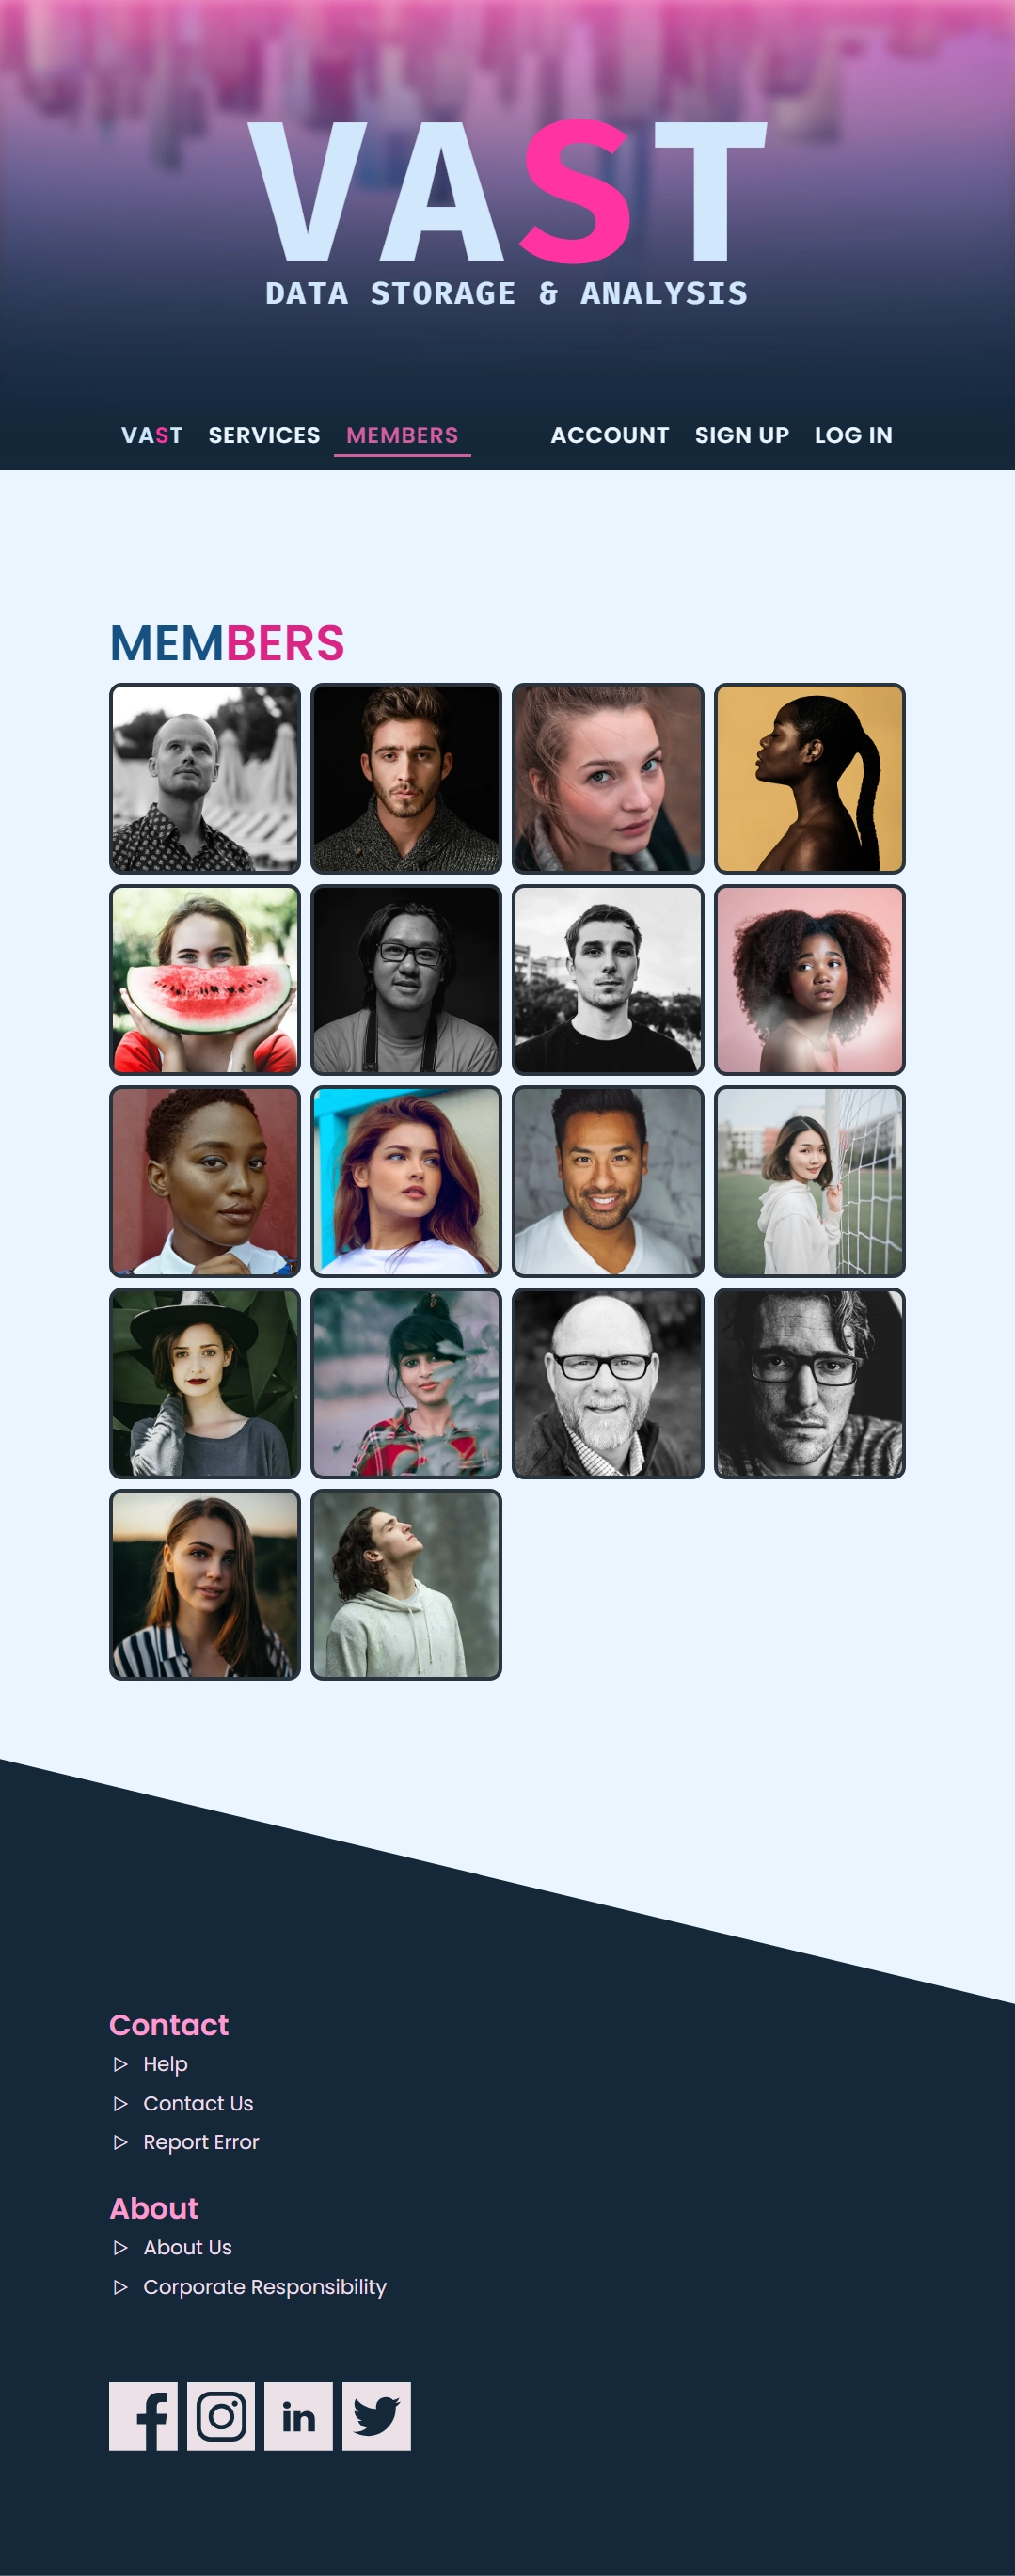 VAST
DATA STORAGE & ANALYSIS
VAST SERVICES MEMBERS ACCOUNT SIGN UP LOG IN
MEMBERS
Contact
Help
Contact Us
Report Error
About
About Us
Corporate Responsibility
in